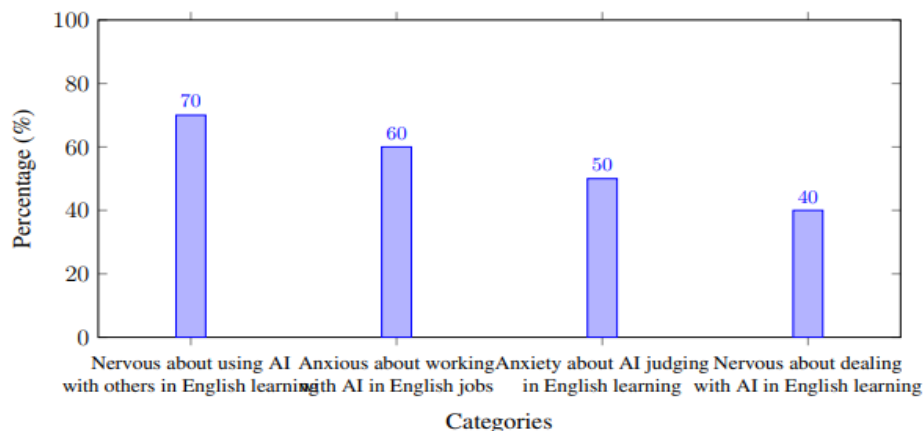 100
80
60
40
20
0
Percentage (%)
70
60
50
40
Nervous about using AI
with others in English learning
Anxious about working
with AI in English jobs
Anxiety about AI judging
in English learning
Nervous about dealing
with AI in English learning
Categories